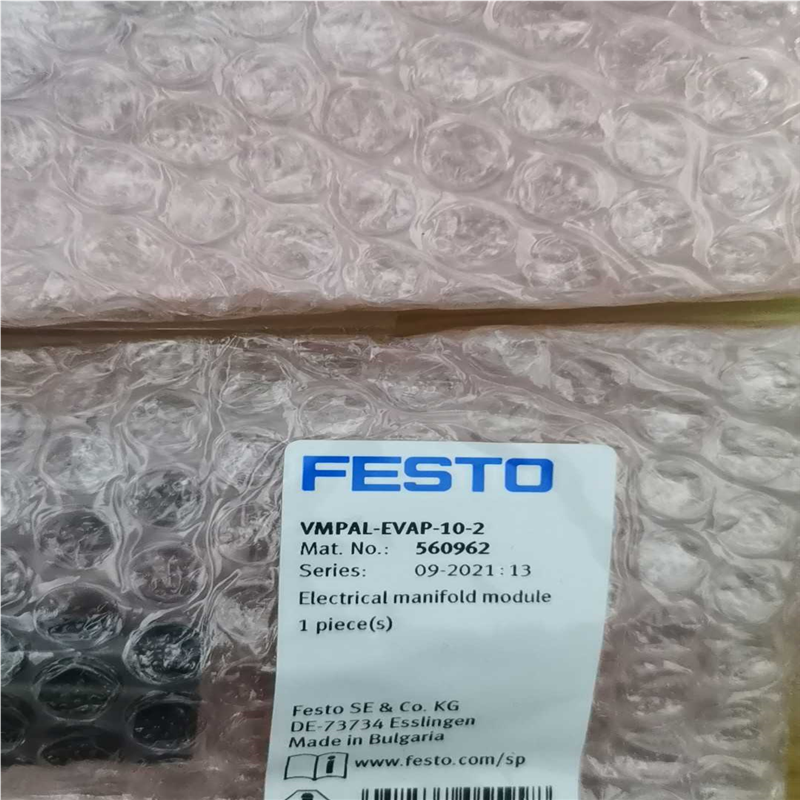 FESTO
VMPAL-EVAP-10-2
Mat. No.: 560962
Series: 09-2021:13
Electrical manifold module
1 piece(s)
Festo SE & Co. KG
DE-73734 Esslingen
Made in Bulgaria
www.festo.com/sp